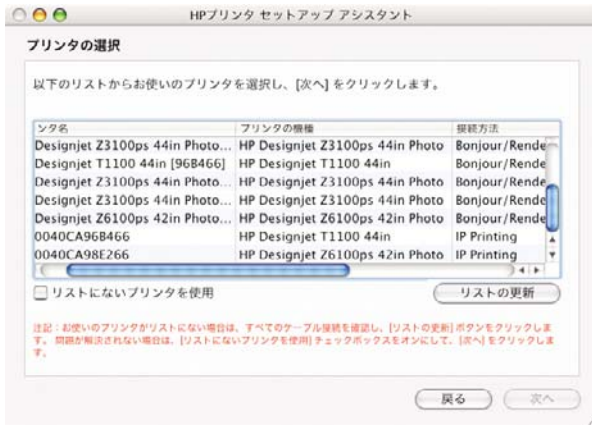 HPプリンタ セットアップ アシスタント
プリンタの選択
以下のリストからお使いのプリンタを選択し、[次へ] をクリックします。
ンタ名 プリンタの機種 接続方法
Designjet Z3100ps 44in Photo... HP Designjet Z3100ps 44in Photo Bonjour/Rende
Designjet T1100 44in [96B466] HP Designjet T1100 44in Bonjour/Rende
Designjet Z3100ps 44in Photo... HP Designjet Z3100ps 44in Photo Bonjour/Rende
Designjet Z3100ps 44in Photo... HP Designjet Z3100ps 44in Photo Bonjour/Rende
Designjet Z6100ps 42in Photo... HP Designjet Z6100ps 42in Photo Bonjour/Rende
0040CA96B466 HP Designjet T1100 44in IP Printing
0040CA98E266 HP Designjet Z6100ps 42in Photo IP Printing
リストにないプリンタを使用 リストの更新
注記：お使いのプリンタがリストにない場合は、すべてのケーブル接続を確認し、[リストの更新] ボタンをクリックしま
す。 問題が解決されない場合は、[リストにないプリンタを使用] チェックボックスをオンにして、[次へ] をクリックしま
す。
戻る 次へ